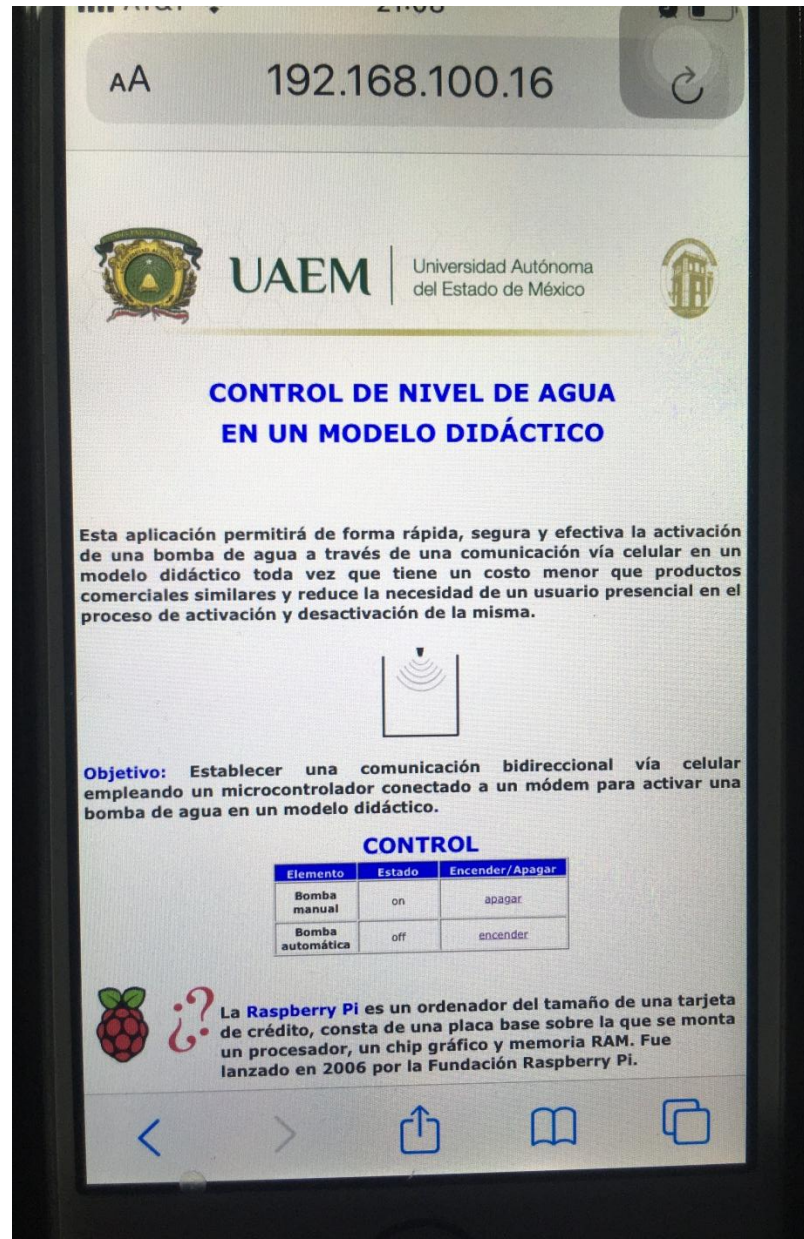 AA 192.168.100.16
UAEM
Universidad Autónoma
del Estado de México
CONTROL DE NIVEL DE AGUA
EN UN MODELO DIDÁCTICO
Esta aplicación permitirá de forma rápida, segura y efectiva la activación
de una bomba de agua a través de una comunicación vía celular en un
modelo didáctico toda vez que tiene un costo menor que productos
comerciales similares y reduce la necesidad de un usuario presencial en el
proceso de activación y desactivación de la misma.
Objetivo: Establecer una comunicación bidireccional vía celular
empleando un microcontrolador conectado a un módem para activar una
bomba de agua en un modelo didáctico.
CONTROL
Elemento Estado Encender/Apagar
Bomba
manual on apagar
Bomba
automática off encender
¿?
La Raspberry Pi es un ordenador del tamaño de una tarjeta
de crédito, consta de una placa base sobre la que se monta
un procesador, un chip gráfico y memoria RAM. Fue
lanzado en 2006 por la Fundación Raspberry Pi.